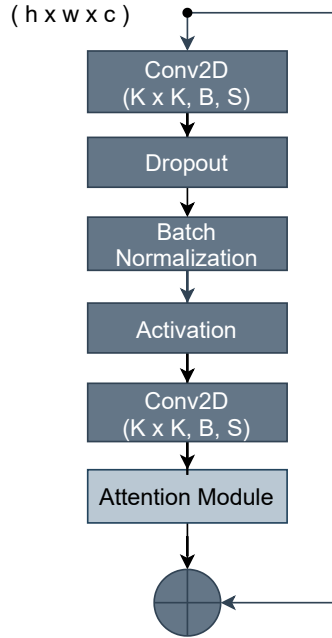 ( h x w x c )
Conv2D
(K x K, B, S)
Dropout
Batch
Normalization
Activation
Conv2D
(K x K, B, S)
Attention Module